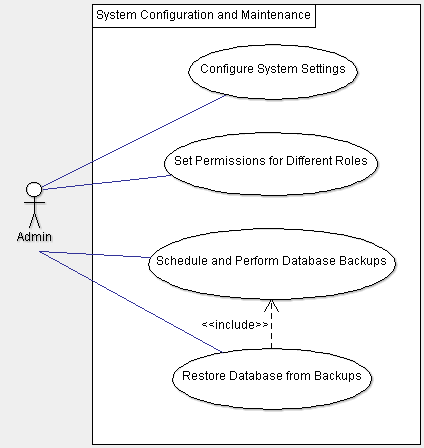 System Configuration and Maintenance
Configure System Settings
Set Permissions for Different Roles
Admin
Schedule and Perform Database Backups
<<include>>
Restore Database from Backups